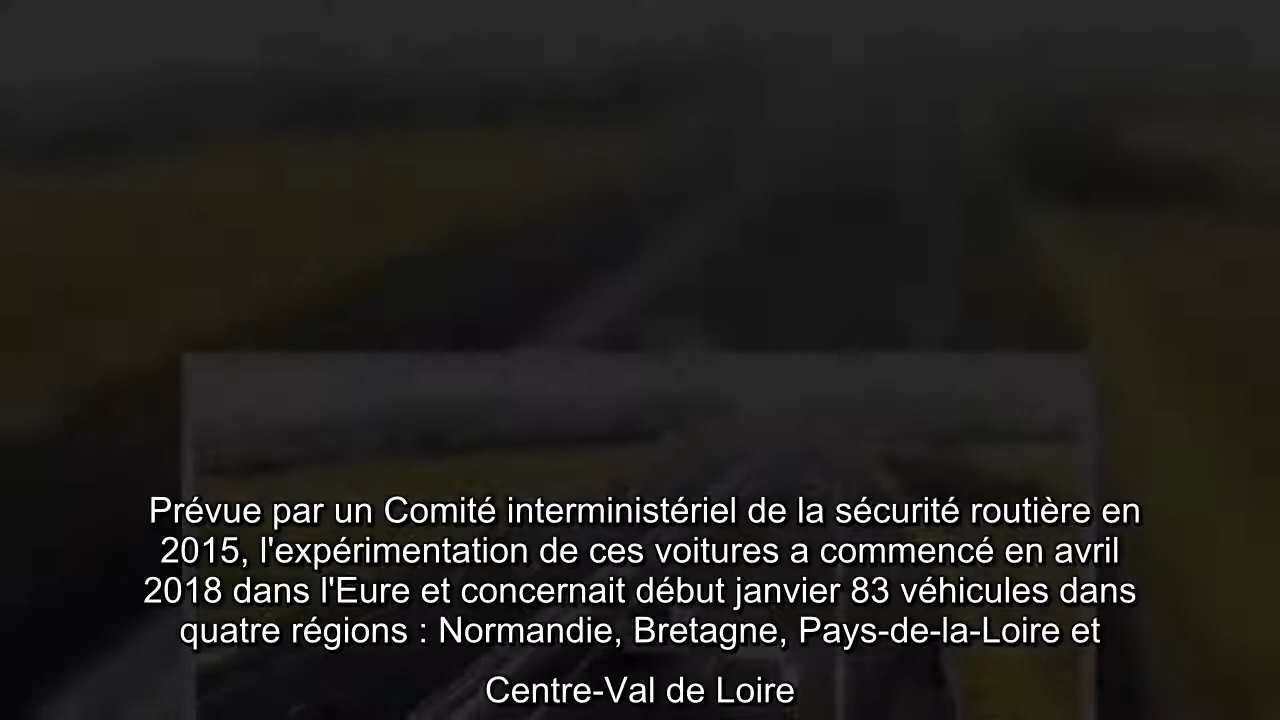 Prévue par un Comité interministériel de la sécurité routière en
2015, l'expérimentation de ces voitures a commencé en avril
2018 dans l'Eure et concernait début janvier 83 véhicules dans
quatre régions : Normandie, Bretagne, Pays-de-la-Loire et
Centre-Val de Loire